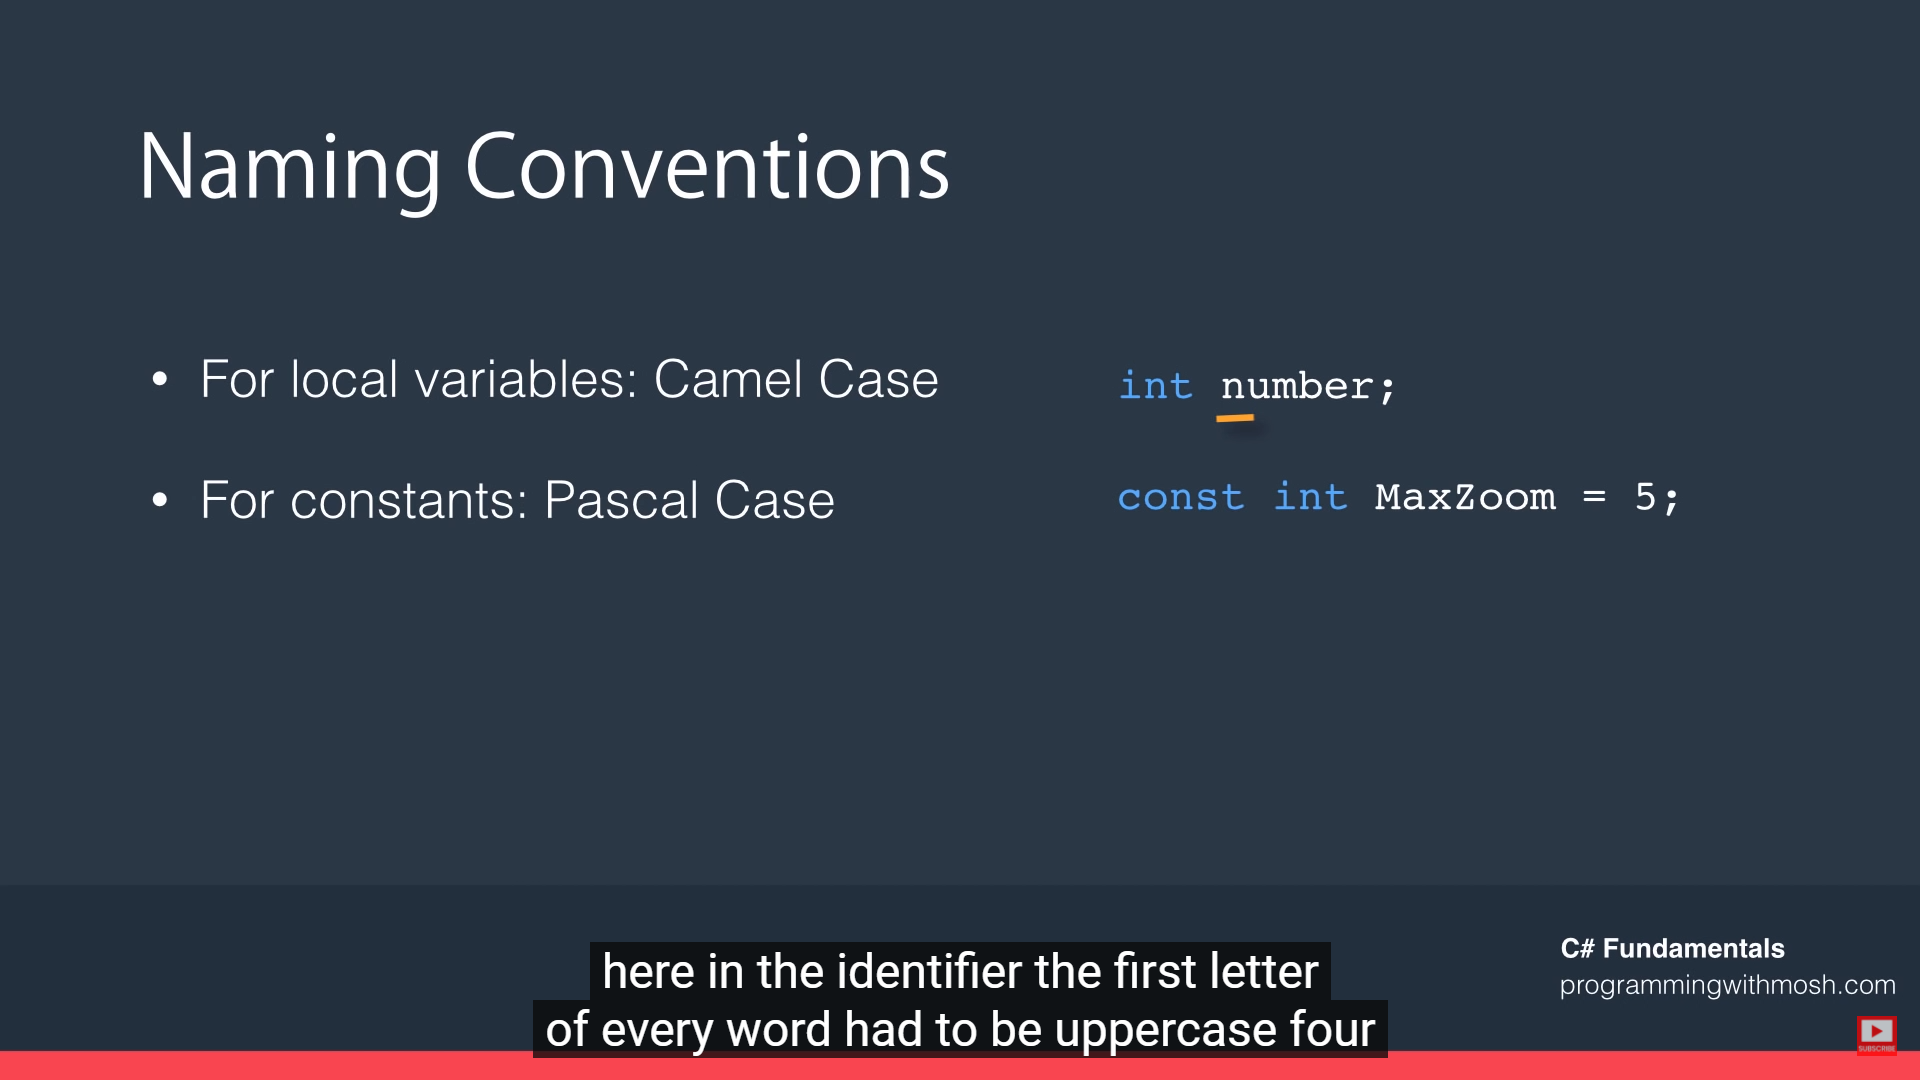 Naming Conventions
• For local variables: Camel Case
int number;
• For constants: Pascal Case
const int MaxZoom = 5;
here in the identifier the first letter
of every word had to be uppercase four
C# Fundamentals
programmingwithmosh.com
SUBSCRIBE